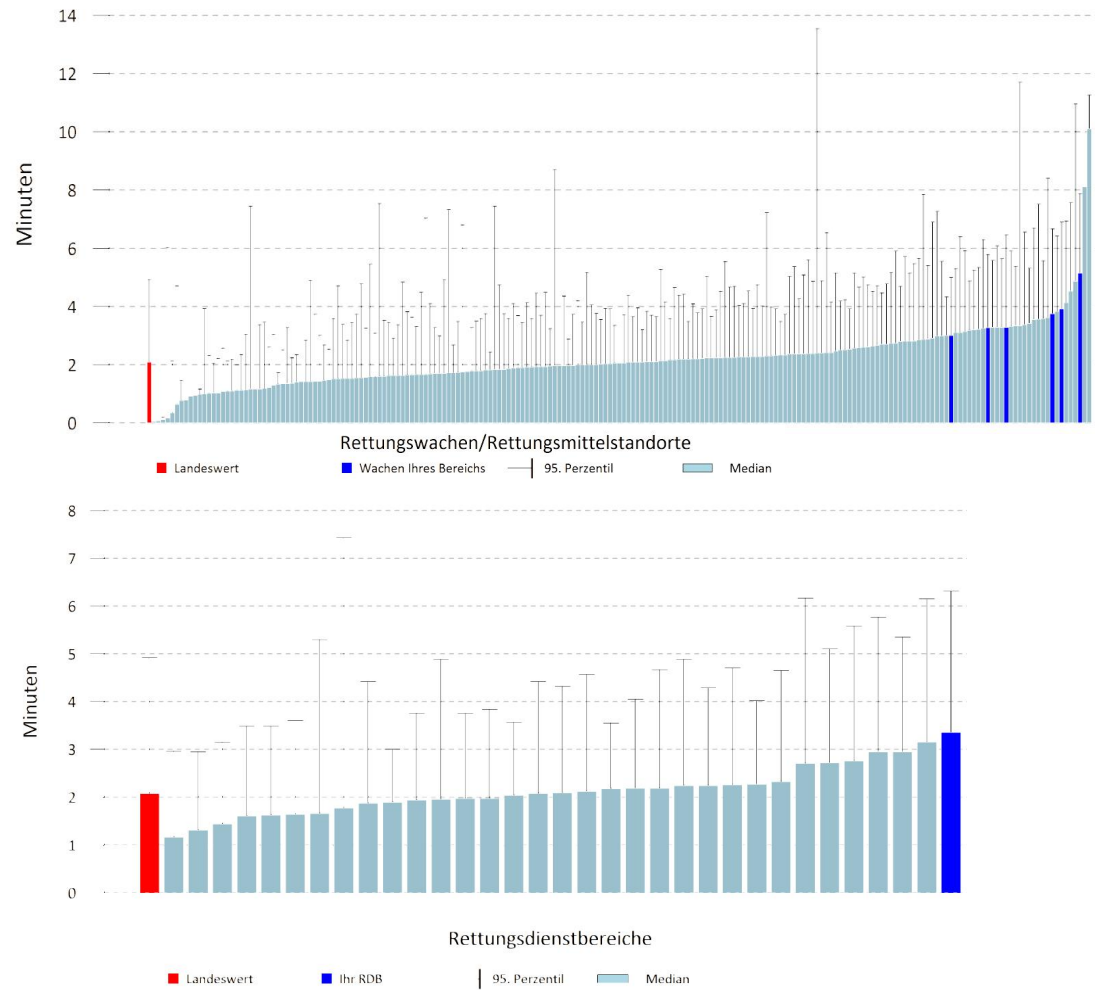 14
12
10
8
6
4
2
0
Minuten
Rettungswachen/Rettungsmittelstandorte
Landeswert Wachen Ihres Bereichs 95. Perzentil Median
8
7
6
5
4
3
2
1
0
Minuten
Rettungsdienstbereiche
Landeswert Ihr RDB 95. Perzentil Median